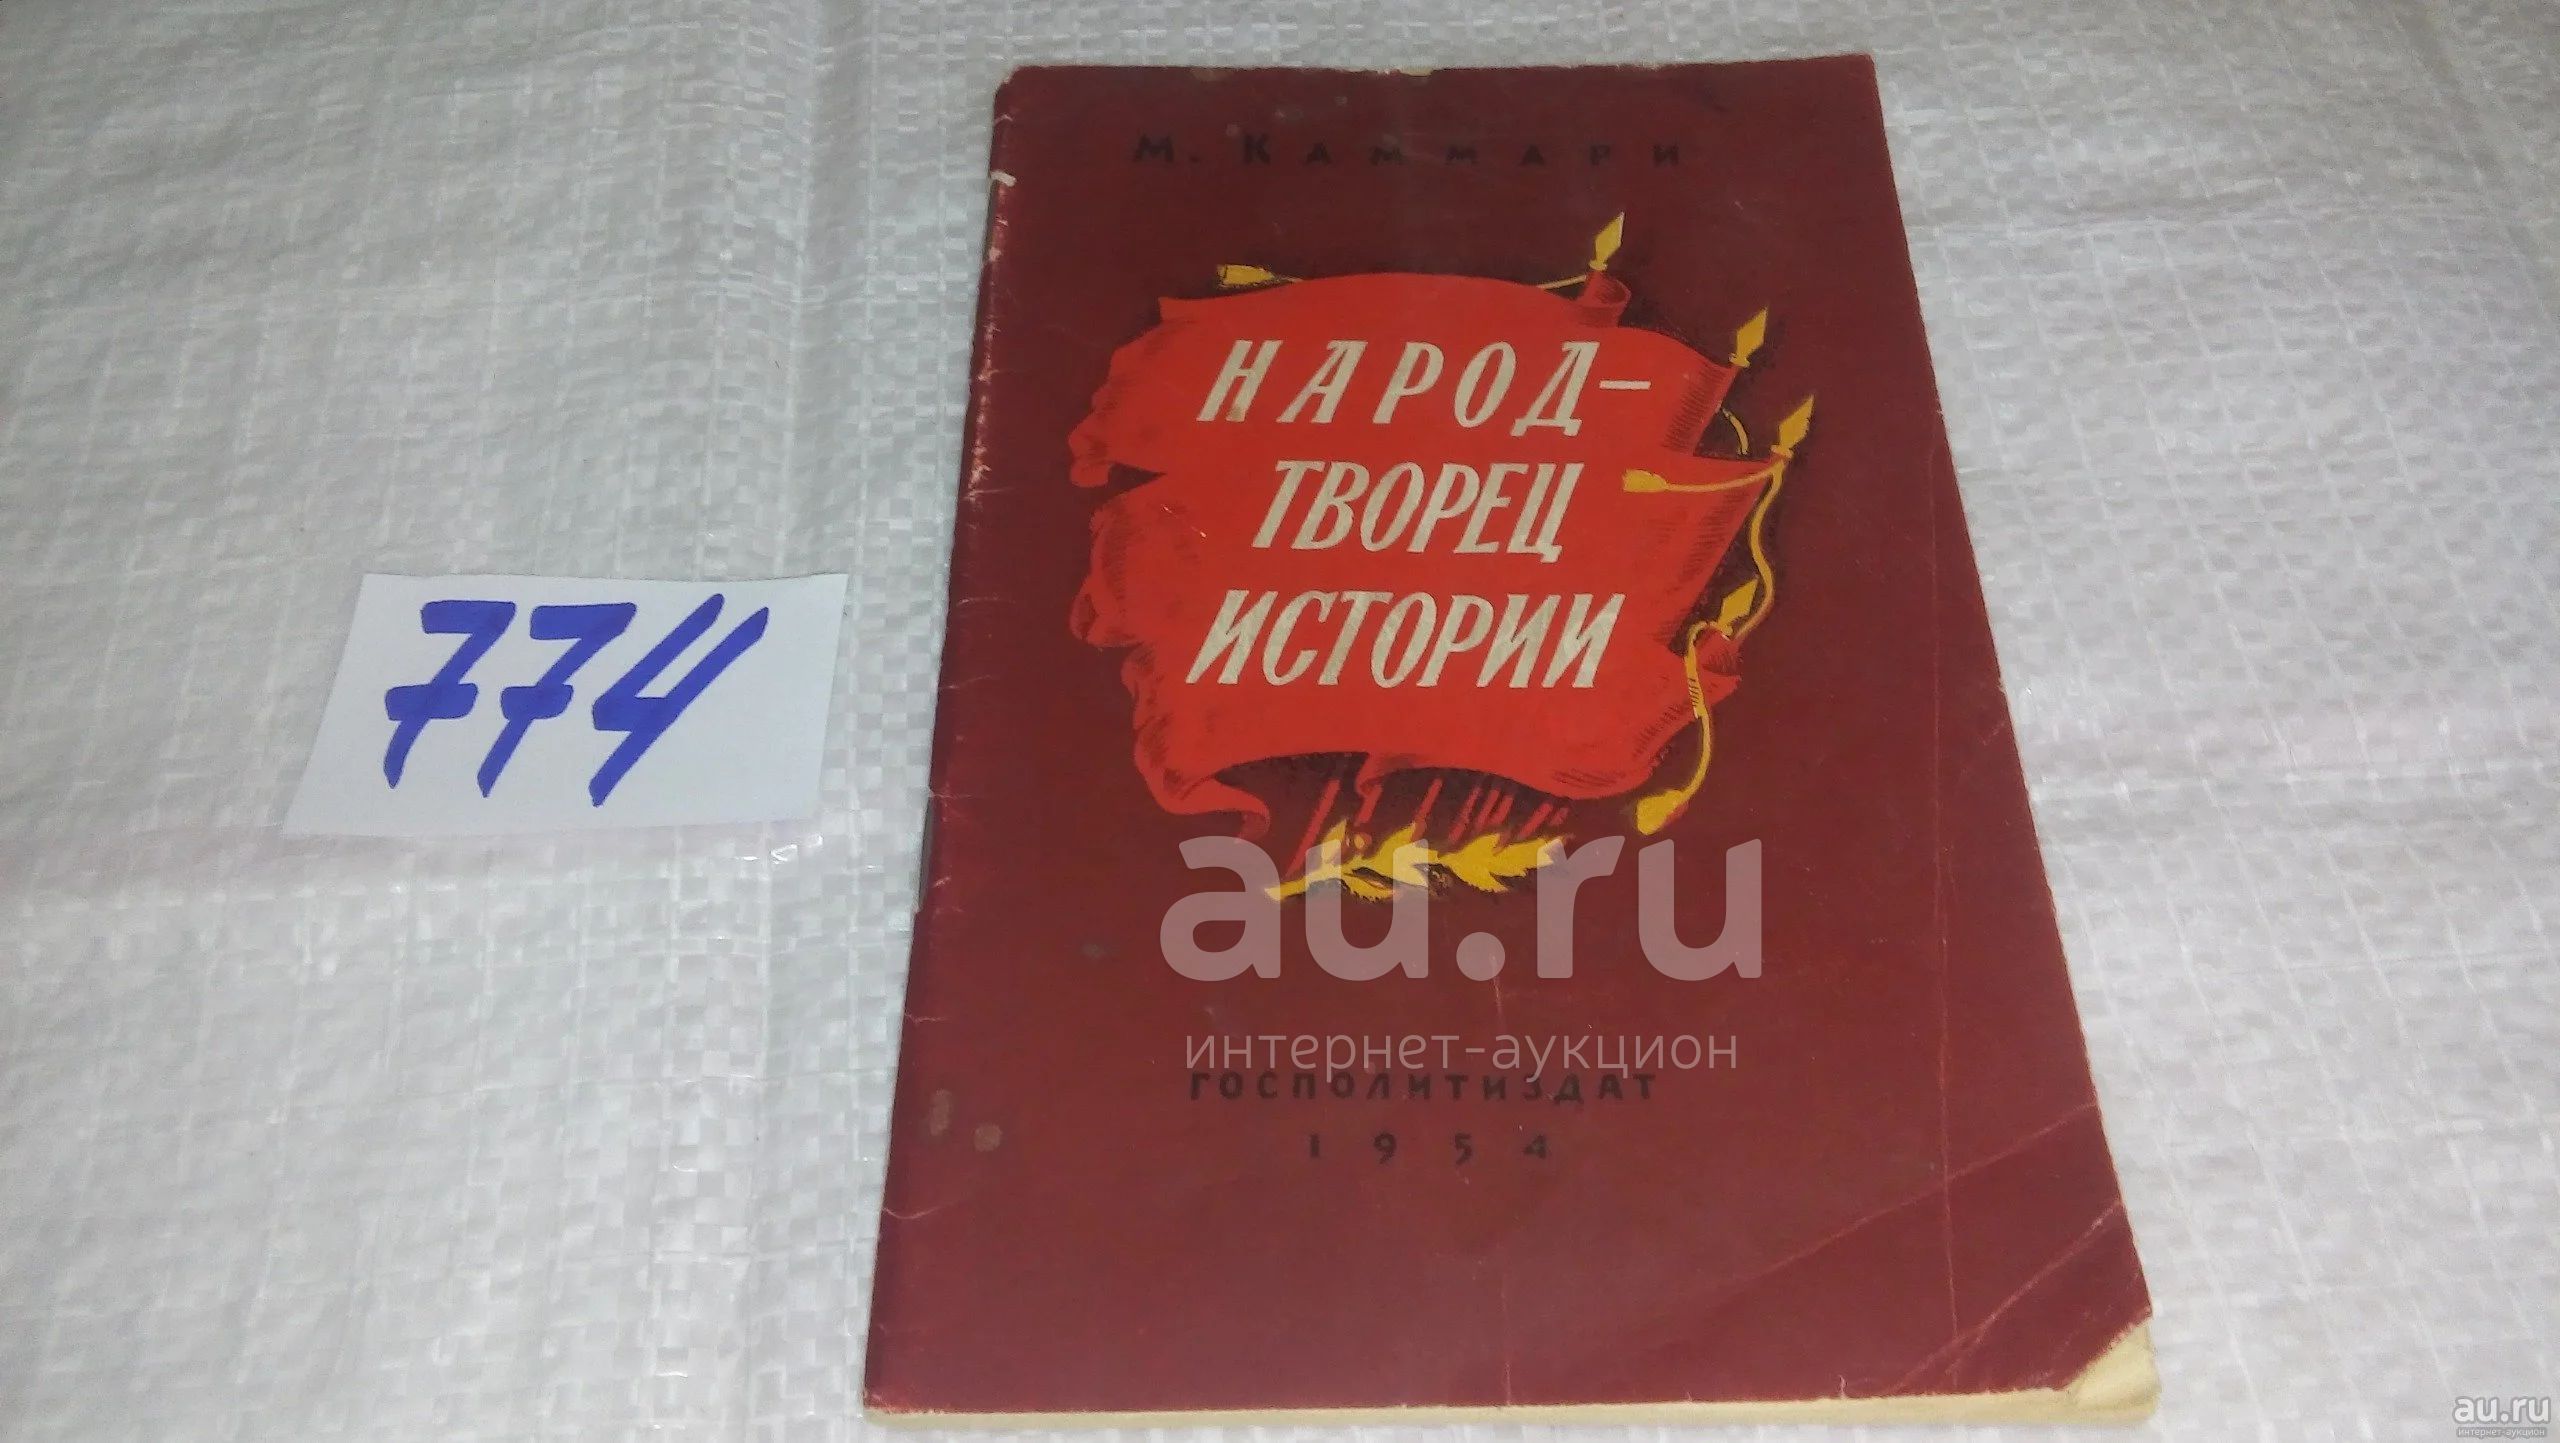 М. Каммари
НАРОД-
ТВОРЕЦ
ИСТОРИИ
774
au.ru
интернет-аукцион
ГОСПОЛИТИЗДАТ
1954
au.ru
интернет-аукцион